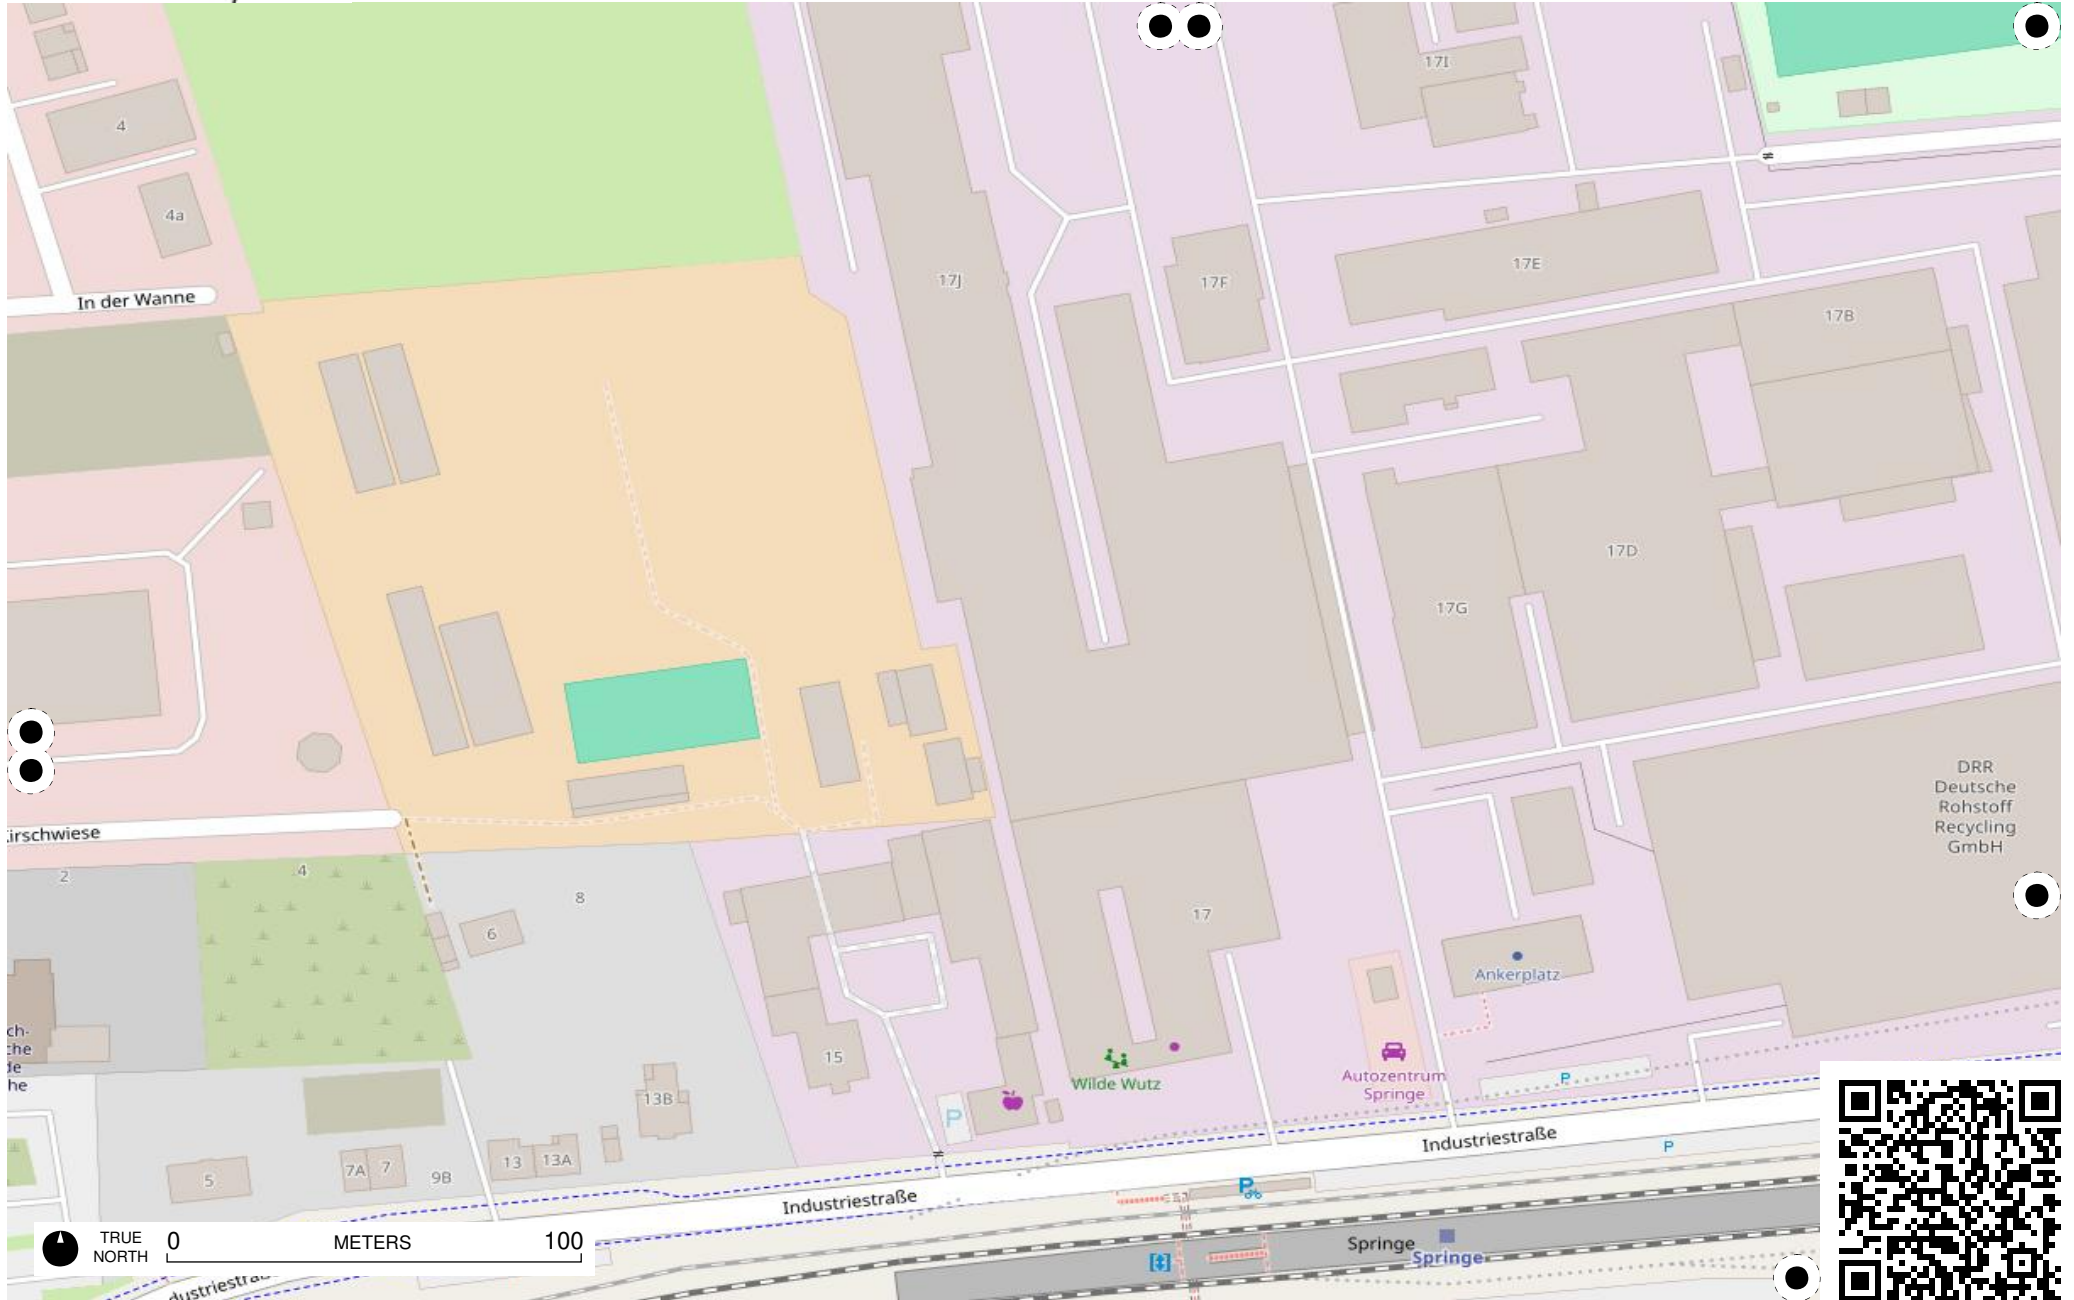 17I
4
4a
17J
17F
17E
In der Wanne
17B
17D
17G
DRR
Deutsche
Rohstoff
Recycling
GmbH
2
4
8
6
17
Ankerplatz
15
Wilde Wutz
Autozentrum
Springe
P
P
13B
Industriestraße
P
5
7A
7
9B
13
13A
Industriestraße
P
TRUE
NORTH
0
METERS
100
Springe
Springe